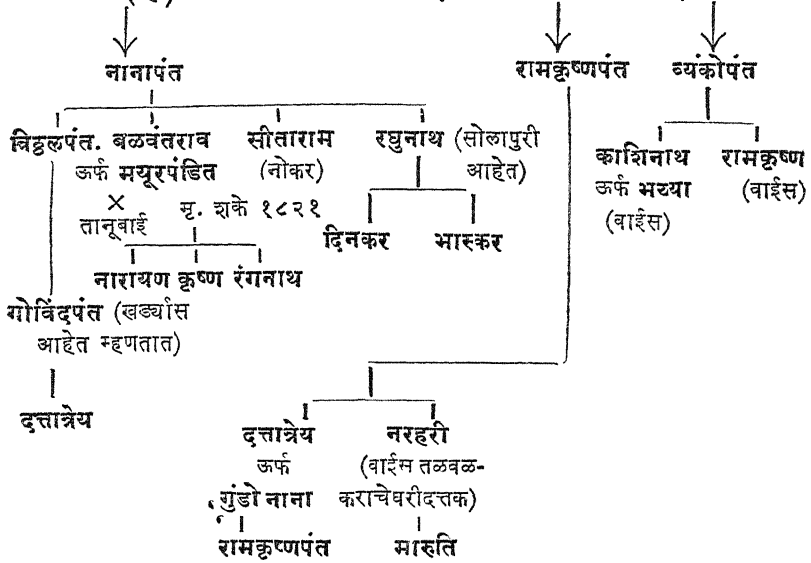 नानापंत रामकृष्णपंत व्यंकोपंत
विठ्ठलपंत. बळवंतराव सीताराम रघुनाथ (सोलापुरी
ऊर्फ मयूरपंडित (नोकर) आहेत)
काशिनाथ रामकृष्ण
ऊर्फ भय्या (वाईस)
(वाईस)
× मृ. शके १८२१
तानूबाई
दिनकर भास्कर
नारायण कृष्ण रंगनाथ
गोविंदपंत (खर्ड्यास
आहेत म्हणतात)
दत्तात्रेय
दत्तात्रेय नरहरी
ऊर्फ (वाईस तळवळ-
गुंडो नाना कराचेघरीदत्तक)
रामकृष्णपंत मारुति